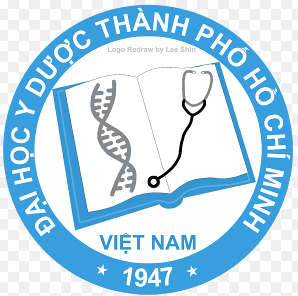 ĐẠI HỌC Y DƯỢC THÀNH PHỐ HỒ CHÍ MINH
Logo Redraw by Lee Shin
VIỆT NAM
1947